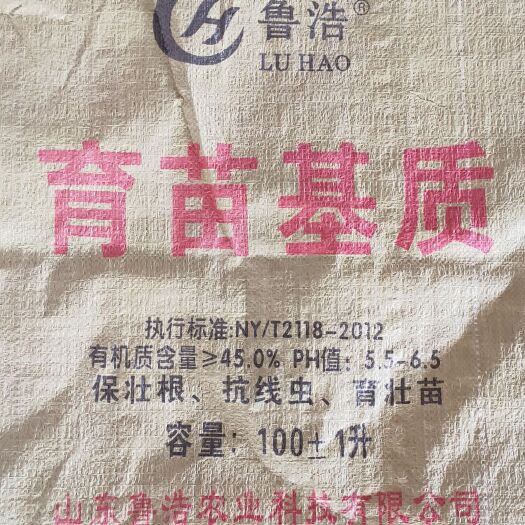 鲁浩®
LU HAO
育苗基质
执行标准:NY/T2118-2012
有机质含量≥45.0% PH值：5.5-6.5
保壮根、抗线虫、育壮苗
容量：100±1升
山东鲁浩农业科技有限公司